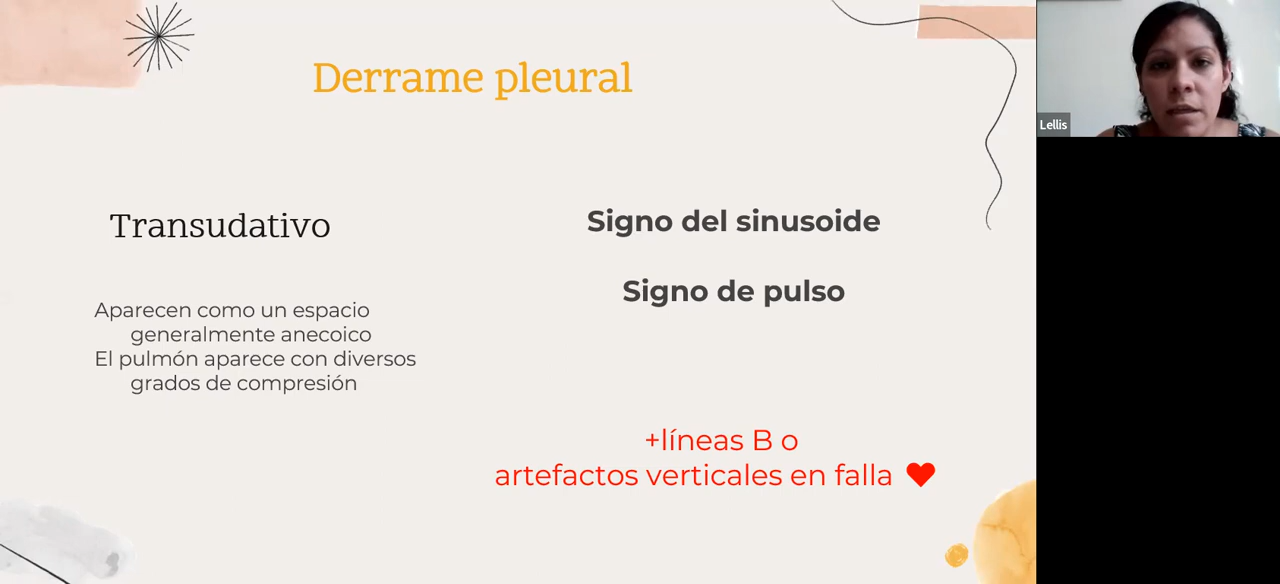 Derrame pleural
Transudativo
Aparecen como un espacio
generalmente anecoico
El pulmón aparece con diversos
grados de compresión
Signo del sinusoide
Signo de pulso
+líneas B o
artefactos verticales en falla ♥
Lellis